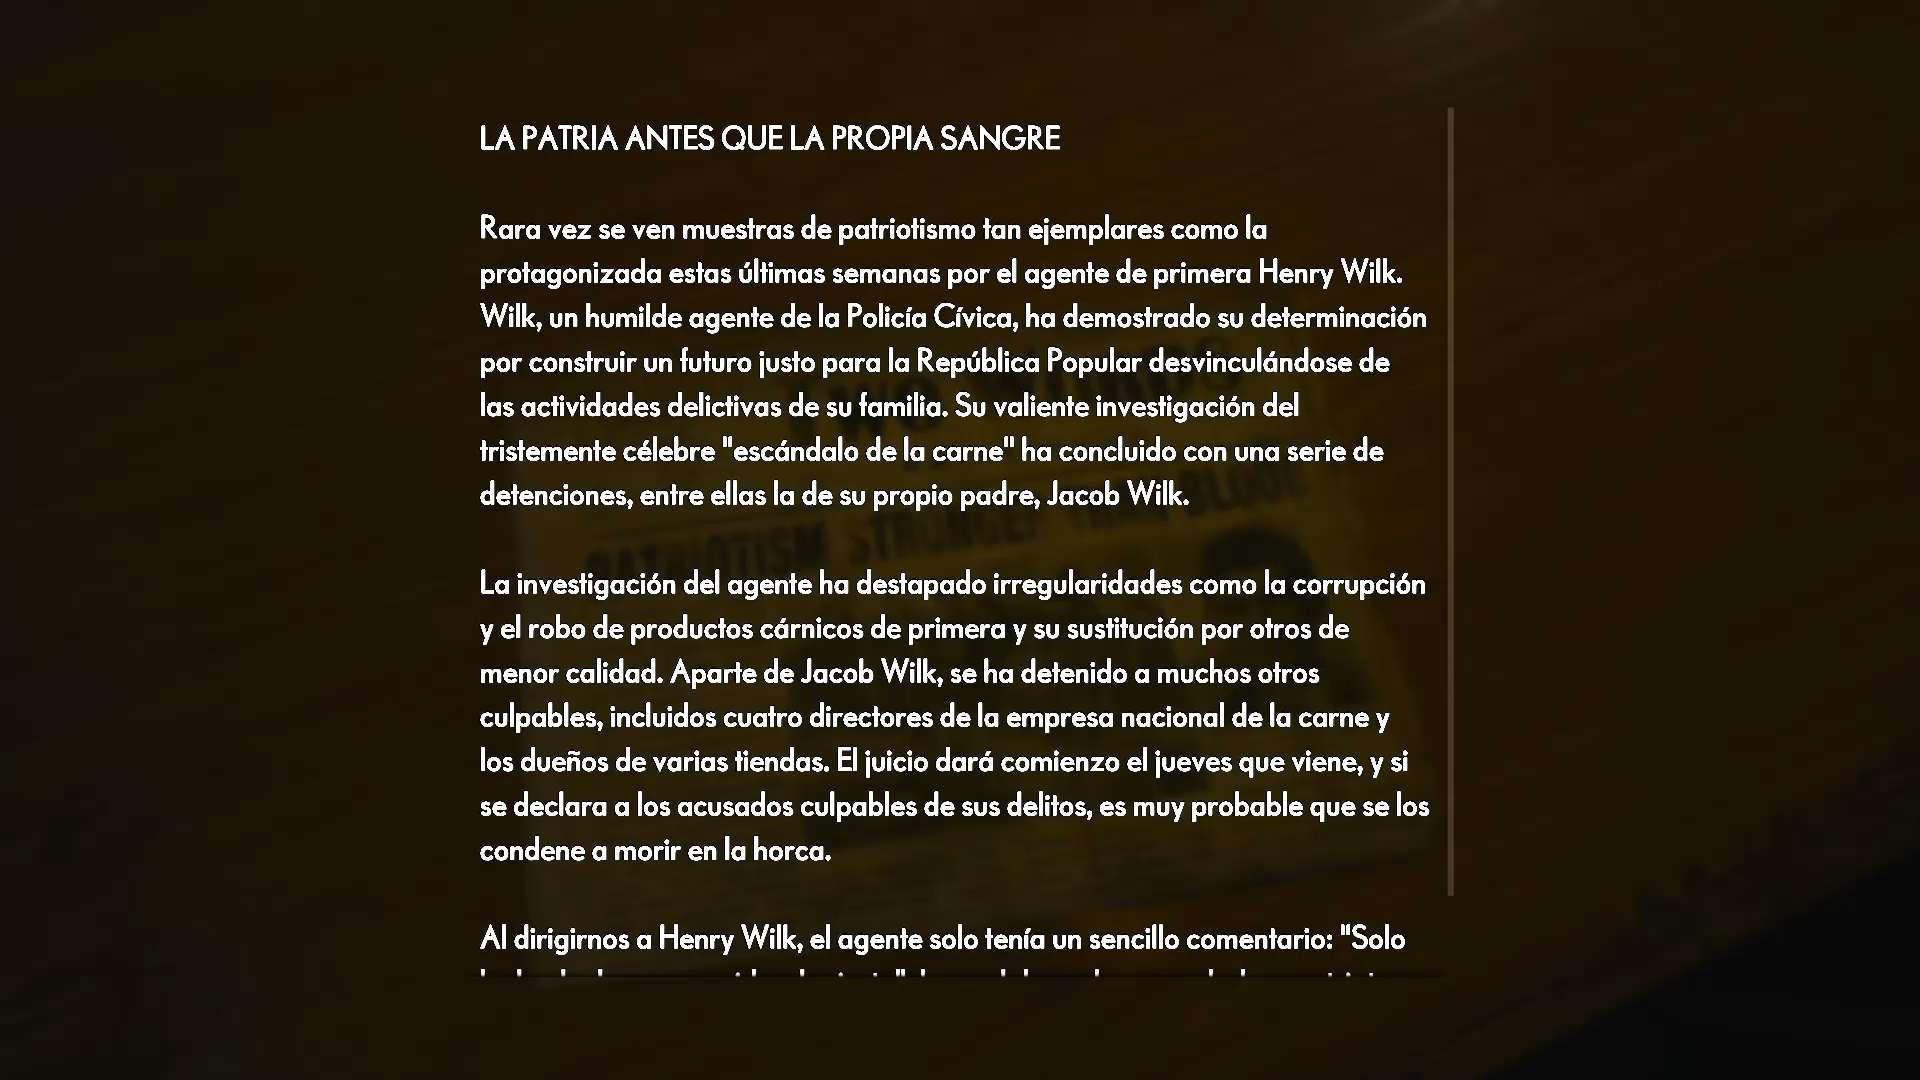 LA PATRIA ANTES QUE LA PROPIA SANGRE
Rara vez se ven muestras de patriotismo tan ejemplares como la
protagonizada estas últimas semanas por el agente de primera Henry Wilk.
Wilk, un humilde agente de la Policía Cívica, ha demostrado su determinación
por construir un futuro justo para la República Popular desvinculándose de
las actividades delictivas de su familia. Su valiente investigación del
tristemente célebre "escándalo de la carne" ha concluido con una serie de
detenciones, entre ellas la de su propio padre, Jacob Wilk.
La investigación del agente ha destapado irregularidades como la corrupción
y el robo de productos cárnicos de primera y su sustitución por otros de
menor calidad. Aparte de Jacob Wilk, se ha detenido a muchos otros
culpables, incluidos cuatro directores de la empresa nacional de la carne y
los dueños de varias tiendas. El juicio dará comienzo el jueves que viene, y si
se declara a los acusados culpables de sus delitos, es muy probable que se los
condene a morir en la horca.
Al dirigirnos a Henry Wilk, el agente solo tenía un sencillo comentario: "Solo
TWO WORDS
PATRIOTISM STRONGER THAN BLOOD